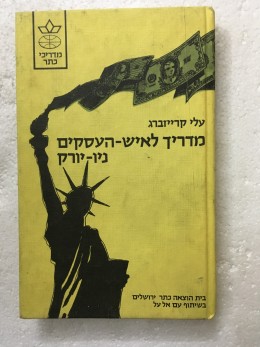 מדריכי
כתר
עלי קרייזברג
מדריך לאיש-העסקים
ניו-יורק
בית הוצאה כתר ירושלים
בשיתוף עם אל על